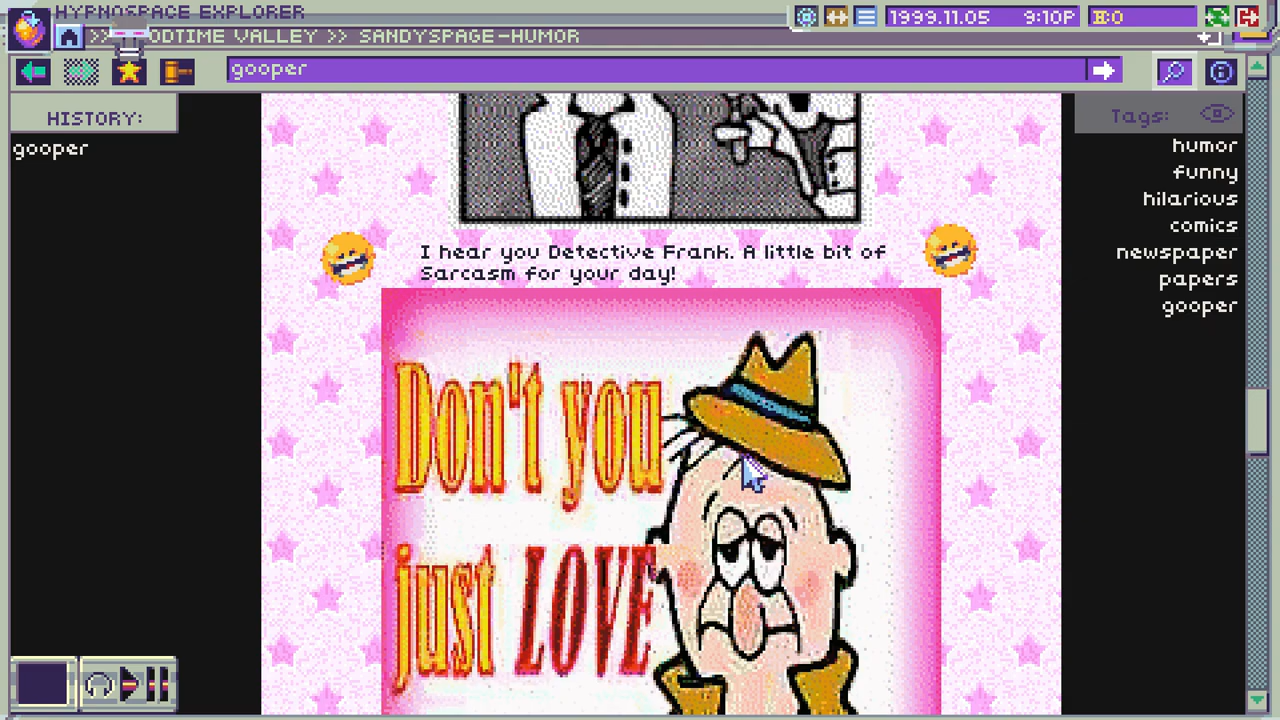 HYPNOSPACE EXPLORER
1999.11.05 9:10P
:0
>> ODTIME VALLEY >> SANDYSPAGE-HUMOR
gooper
HISTORY:
gooper
Tags:
humor
funny
hilarious
comics
newspaper
papers
gooper
I hear you Detective Frank. A little bit of
Sarcasm for your day!
Don't you
just LOVE